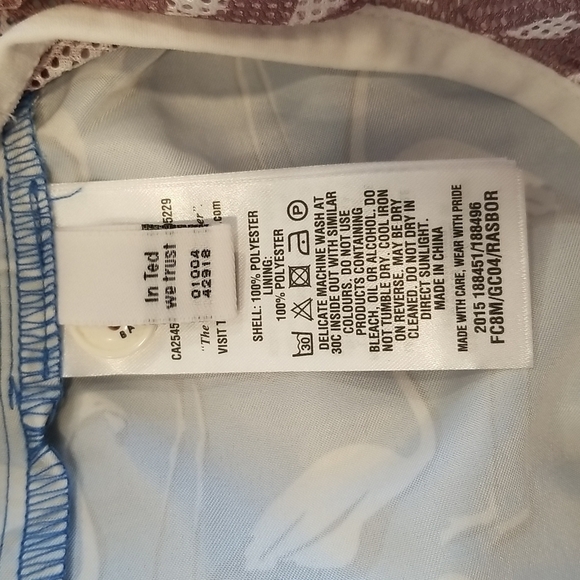 In Ted
we trust
01004
42918
95229
er".
.com
CA2545
"The
VISIT T
SHELL: 100% POLYESTER
LINING:
100% POLYESTER
30
P
DELICATE MACHINE WASH AT
30C INSIDE OUT WITH SIMILAR
COLOURS. DO NOT USE
PRODUCTS CONTAINING
BLEACH, OIL OR ALCOHOL. DO
NOT TUMBLE DRY. COOL IRON
ON REVERSE. MAY BE DRY
CLEANED. DO NOT DRY IN
DIRECT SUNLIGHT.
MADE IN CHINA
MADE WITH CARE, WEAR WITH PRIDE
2015 188451/188496
FC8M/GC04/RASBOR